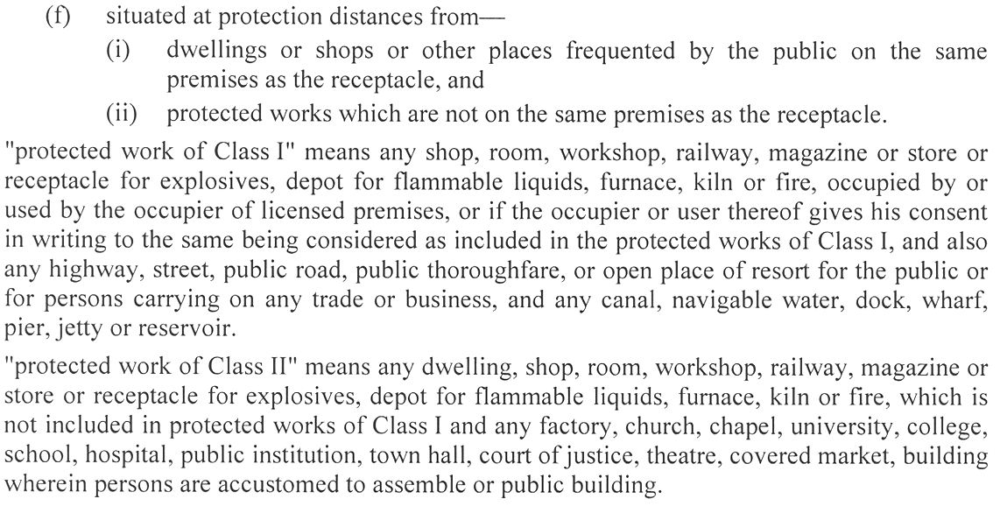 (f) situated at protection distances from—
(i) dwellings or shops or other places frequented by the public on the same
premises as the receptacle, and
(ii) protected works which are not on the same premises as the receptacle.
"protected work of Class I" means any shop, room, workshop, railway, magazine or store or
receptacle for explosives, depot for flammable liquids, furnace, kiln or fire, occupied by or
used by the occupier of licensed premises, or if the occupier or user thereof gives his consent
in writing to the same being considered as included in the protected works of Class I, and also
any highway, street, public road, public thoroughfare, or open place of resort for the public or
for persons carrying on any trade or business, and any canal, navigable water, dock, wharf,
pier, jetty or reservoir.
"protected work of Class II" means any dwelling, shop, room, workshop, railway, magazine or
store or receptacle for explosives, depot for flammable liquids, furnace, kiln or fire, which is
not included in protected works of Class I and any factory, church, chapel, university, college,
school, hospital, public institution, town hall, court of justice, theatre, covered market, building
wherein persons are accustomed to assemble or public building.